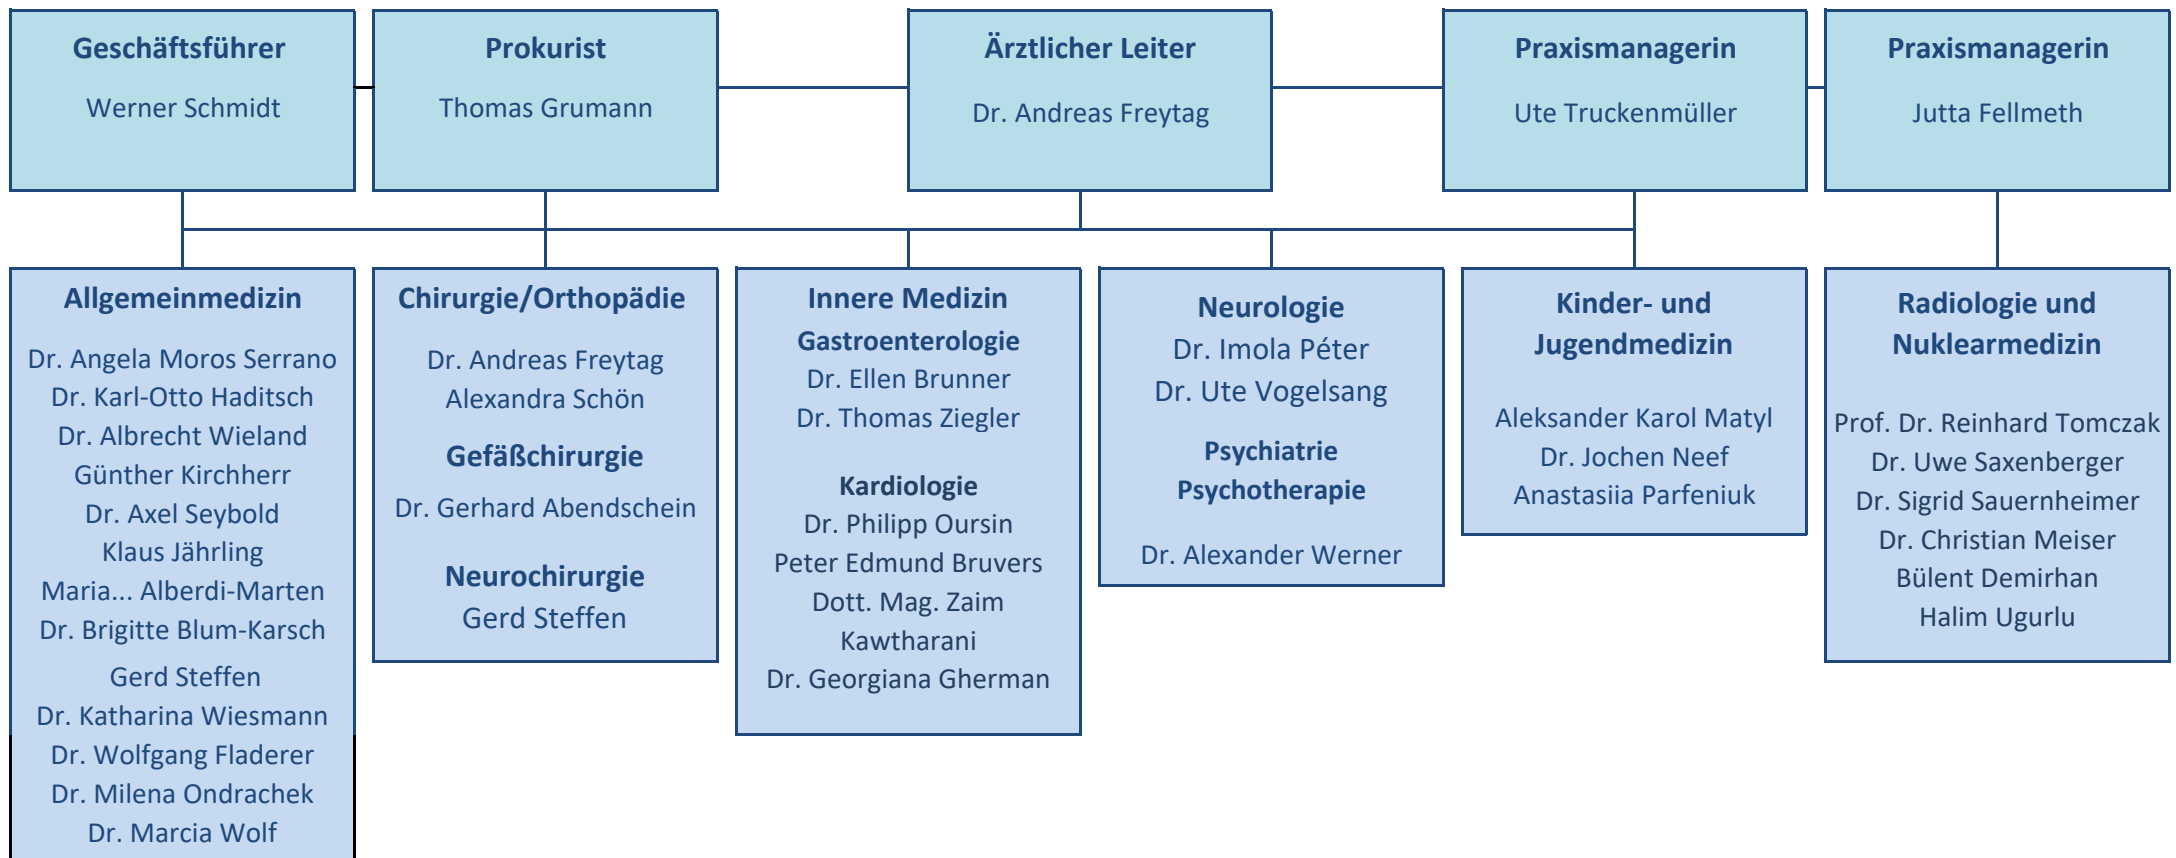 Geschäftsführer
Werner Schmidt
Prokurist
Thomas Grumann
Ärztlicher Leiter
Dr. Andreas Freytag
Praxismanagerin
Ute Truckenmüller
Praxismanagerin
Jutta Fellmeth
Allgemeinmedizin
Dr. Angela Moros Serrano
Dr. Karl-Otto Haditsch
Dr. Albrecht Wieland
Günther Kirchherr
Dr. Axel Seybold
Klaus Jährling
Maria... Alberdi-Marten
Dr. Brigitte Blum-Karsch
Gerd Steffen
Dr. Katharina Wiesmann
Dr. Wolfgang Fladerer
Dr. Milena Ondrachek
Dr. Marcia Wolf
Chirurgie/Orthopädie
Dr. Andreas Freytag
Alexandra Schön
Gefäßchirurgie
Dr. Gerhard Abendschein
Neurochirurgie
Gerd Steffen
Innere Medizin
Gastroenterologie
Dr. Ellen Brunner
Dr. Thomas Ziegler
Kardiologie
Dr. Philipp Oursin
Peter Edmund Bruvers
Dott. Mag. Zaim
Kawtharani
Dr. Georgiana Gherman
Neurologie
Dr. Imola Péter
Dr. Ute Vogelsang
Psychiatrie
Psychotherapie
Dr. Alexander Werner
Kinder- und
Jugendmedizin
Aleksander Karol Matyl
Dr. Jochen Neef
Anastasiia Parfeniuk
Radiologie und
Nuklearmedizin
Prof. Dr. Reinhard Tomczak
Dr. Uwe Saxenberger
Dr. Sigrid Sauernheimer
Dr. Christian Meiser
Bülent Demirhan
Halim Ugurlu